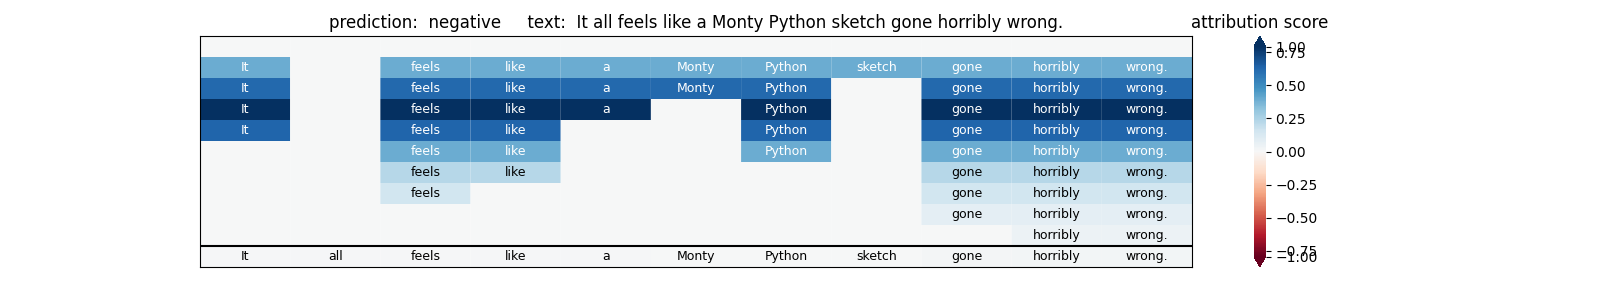 prediction:  negative     text:  It all feels like a Monty Python sketch gone horribly wrong.
attribution score
It feels like a Monty Python sketch gone horribly wrong.
It feels like a Monty Python gone horribly wrong.
It feels like a Python gone horribly wrong.
It feels like Python gone horribly wrong.
feels like Python gone horribly wrong.
feels like gone horribly wrong.
feels gone horribly wrong.
gone horribly wrong.
horribly wrong.
It all feels like a Monty Python sketch gone horribly wrong.
1.00
0.75
0.50
0.25
0.00
−0.25
−0.50
−0.75
−1.00